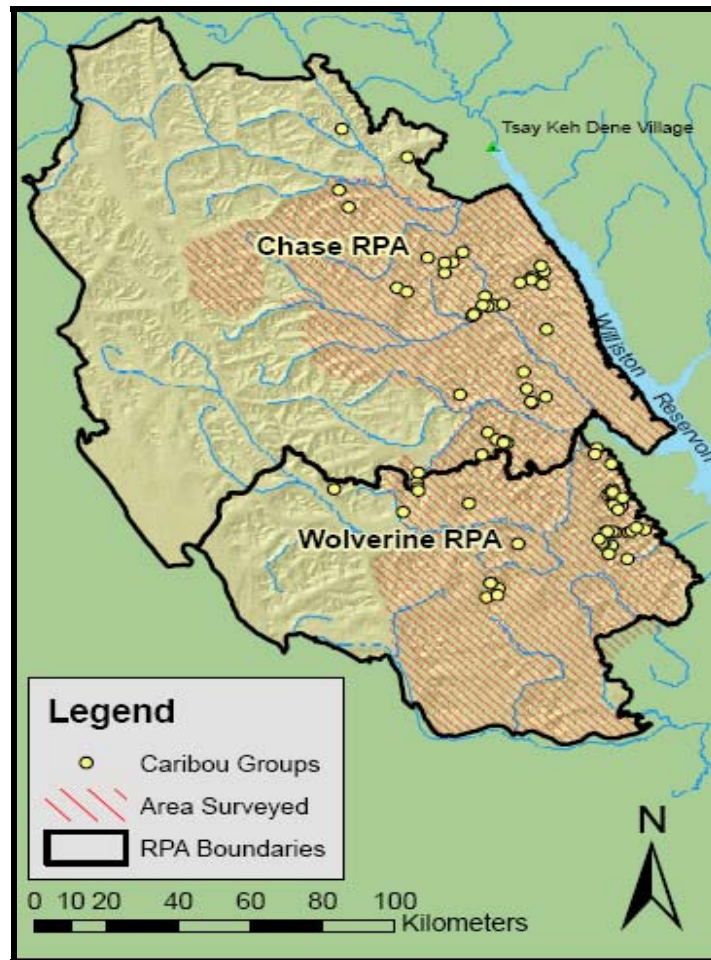 Tsay Keh Dene Village
Chase RPA
Williston Reservoir
Wolverine RPA
Legend
Caribou Groups
Area Surveyed
RPA Boundaries
N
0 10 20 40 60 80 100
Kilometers